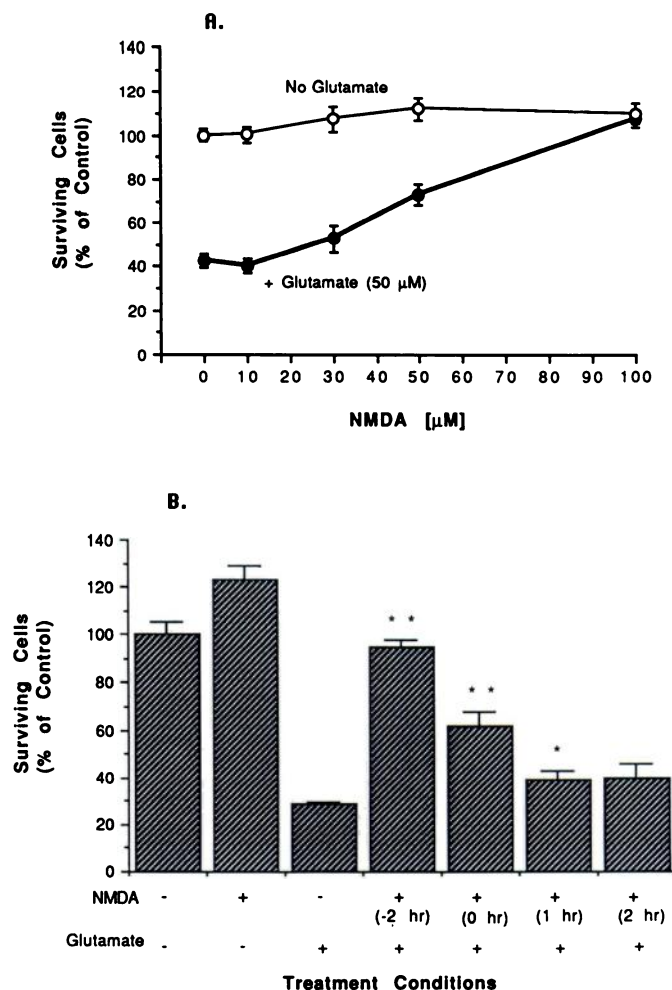 A.
140
120
100
80
60
40
20
0
Surviving Cells
(% of Control)
No Glutamate
+ Glutamate (50 µM)
0 10 20 30 40 50 60 70 80 90 100
NMDA [µM]
B.
140
120
100
80
60
40
20
0
Surviving Cells
(% of Control)
* *
* *
*
NMDA - + - + + + +
(-2 hr) (0 hr) (1 hr) (2 hr)
Glutamate - - + + + + +
Treatment Conditions